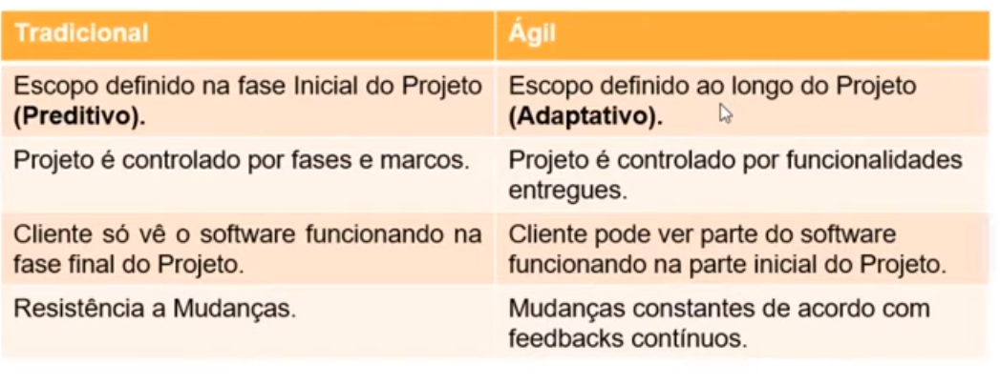 Tradicional
Ágil
Escopo definido na fase Inicial do Projeto
(Preditivo).
Escopo definido ao longo do Projeto
(Adaptativo).
Projeto é controlado por fases e marcos.
Projeto é controlado por funcionalidades
entregues.
Cliente só vê o software funcionando na
fase final do Projeto.
Cliente pode ver parte do software
funcionando na parte inicial do Projeto.
Resistência a Mudanças.
Mudanças constantes de acordo com
feedbacks contínuos.